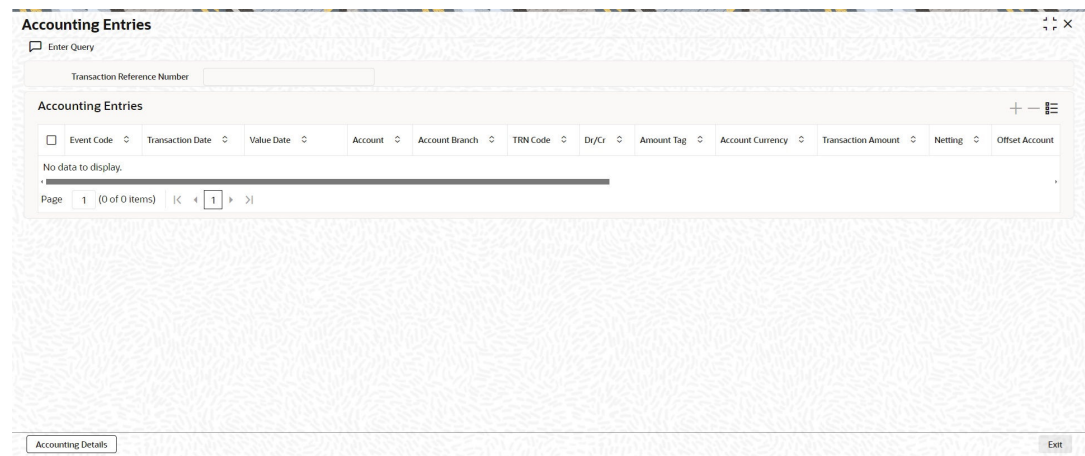 Accounting Entries
Enter Query
Transaction Reference Number
Accounting Entries
Event Code Transaction Date Value Date Account Account Branch TRN Code Dr/Cr Amount Tag Account Currency Transaction Amount Netting Offset Account
No data to display.
Page 1 (0 of 0 items) 1
Accounting Details Exit